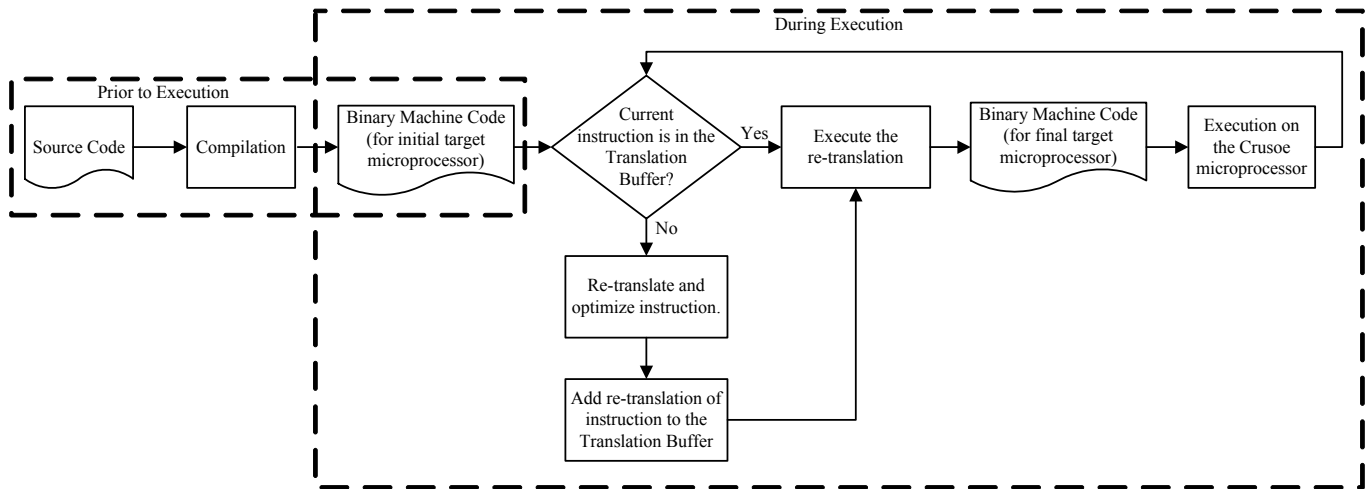 During Execution
Prior to Execution
Source Code
Compilation
Binary Machine Code
(for initial target
microprocessor)
Current
instruction is in the
Translation
Buffer?
Yes
Execute the
re-translation
Binary Machine Code
(for final target
microprocessor)
Execution on
the Crusoe
microprocessor
No
Re-translate and
optimize instruction.
Add re-translation of
instruction to the
Translation Buffer